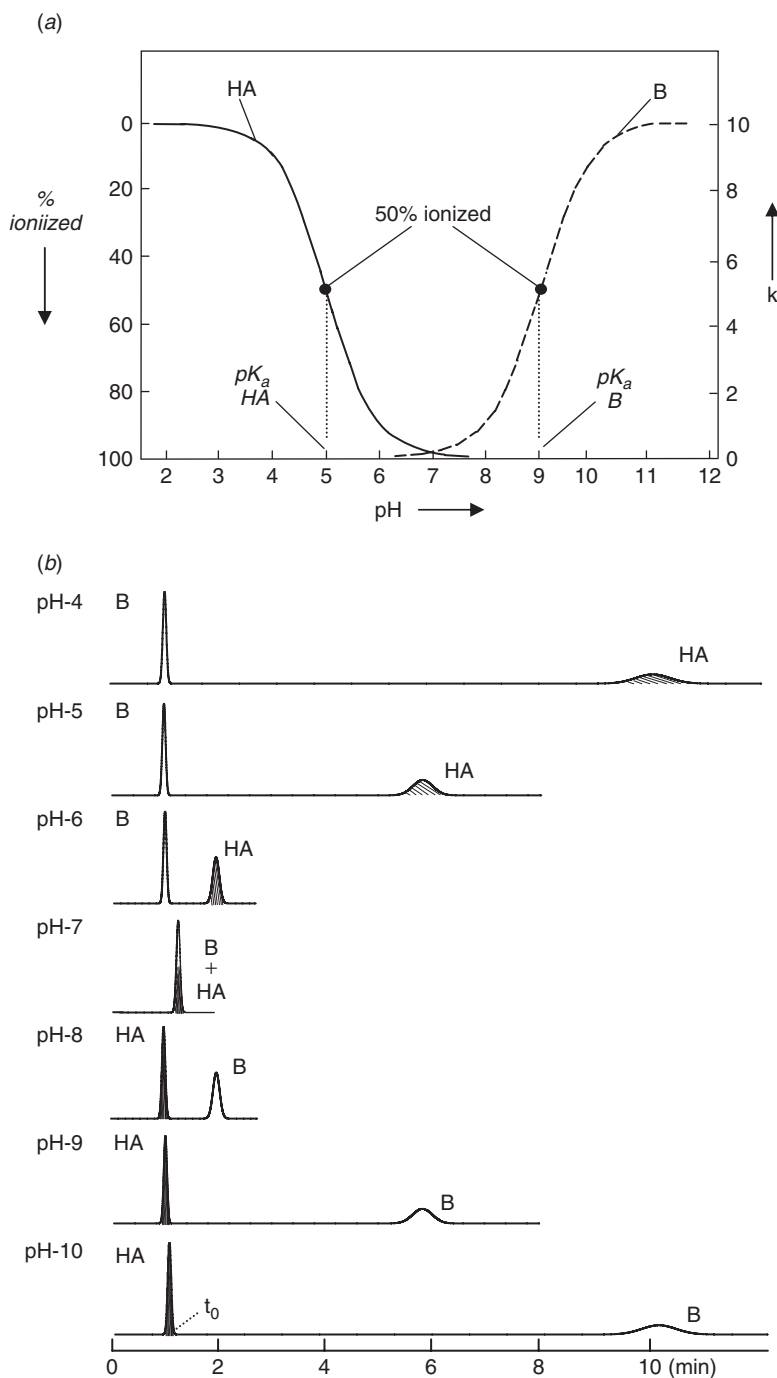 (a)
HA
B
0
20
40
60
80
100
% 
ioniized
50% ionized
10
8
6
4
2
0
k
pKa
HA
pKa
B
2 3 4 5 6 7 8 9 10 11 12
pH
(b)
pH-4 B
HA
pH-5 B
HA
pH-6 B
HA
pH-7
B
+
HA
pH-8 HA
B
pH-9 HA
B
pH-10 HA
t0
B
0 2 4 6 8 10 (min)